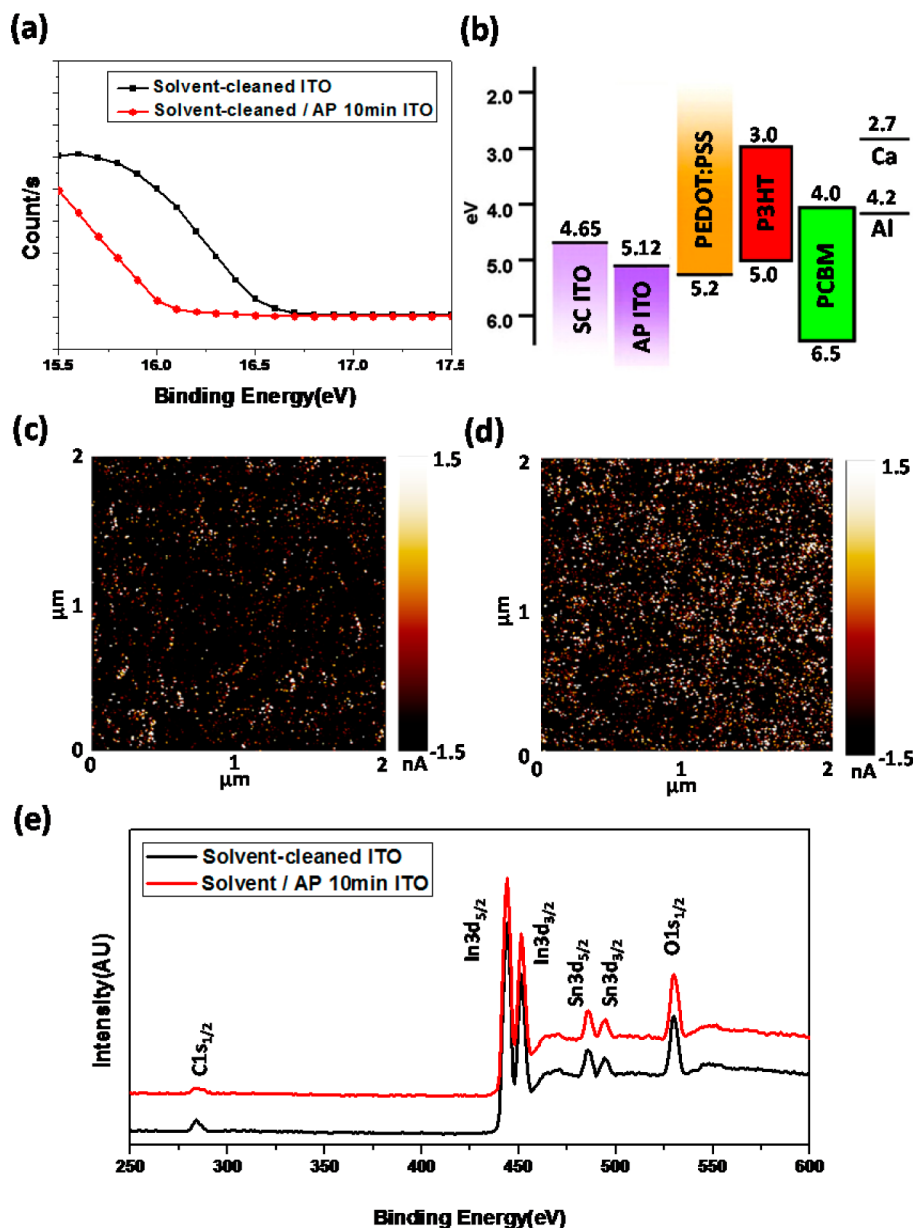 (a)
Solvent-cleaned ITO
Solvent-cleaned / AP 10min ITO
Count/s
15.5 16.0 16.5 17.0 17.5
Binding Energy(eV)
(b)
eV
2.0
3.0
4.0
5.0
6.0
4.65
SC ITO
5.12
AP ITO
PEDOT:PSS
5.2
3.0
P3HT
5.0
4.0
PCBM
6.5
2.7
Ca
4.2
Al
(c)
2
1
0
μm
0 1 2
μm
1.5
-1.5
nA
(d)
2
1
0
μm
0 1 2
μm
1.5
-1.5
nA
(e)
Solvent-cleaned ITO
Solvent / AP 10min ITO
Intensity(AU)
C1s1/2
In3d5/2
In3d3/2
Sn3d5/2
Sn3d3/2
O1s1/2
250 300 350 400 450 500 550 600
Binding Energy(eV)